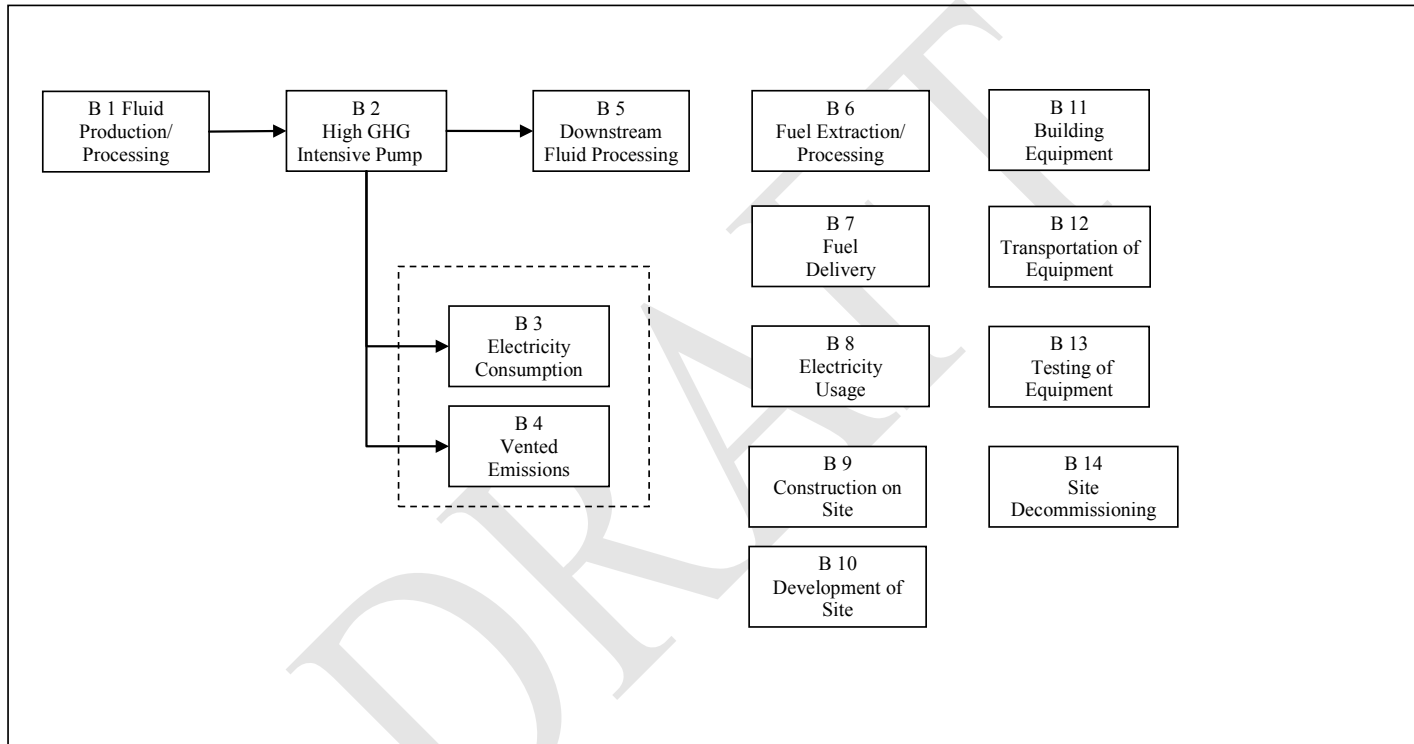 B 1 Fluid
Production/
Processing
B 2
High GHG
Intensive Pump
B 5
Downstream
Fluid Processing
B 6
Fuel Extraction/
Processing
B 11
Building
Equipment
B 7
Fuel
Delivery
B 12
Transportation of
Equipment
B 3
Electricity
Consumption
B 8
Electricity
Usage
B 13
Testing of
Equipment
B 4
Vented
Emissions
B 9
Construction on
Site
B 14
Site
Decommissioning
B 10
Development of
Site
DRAFT